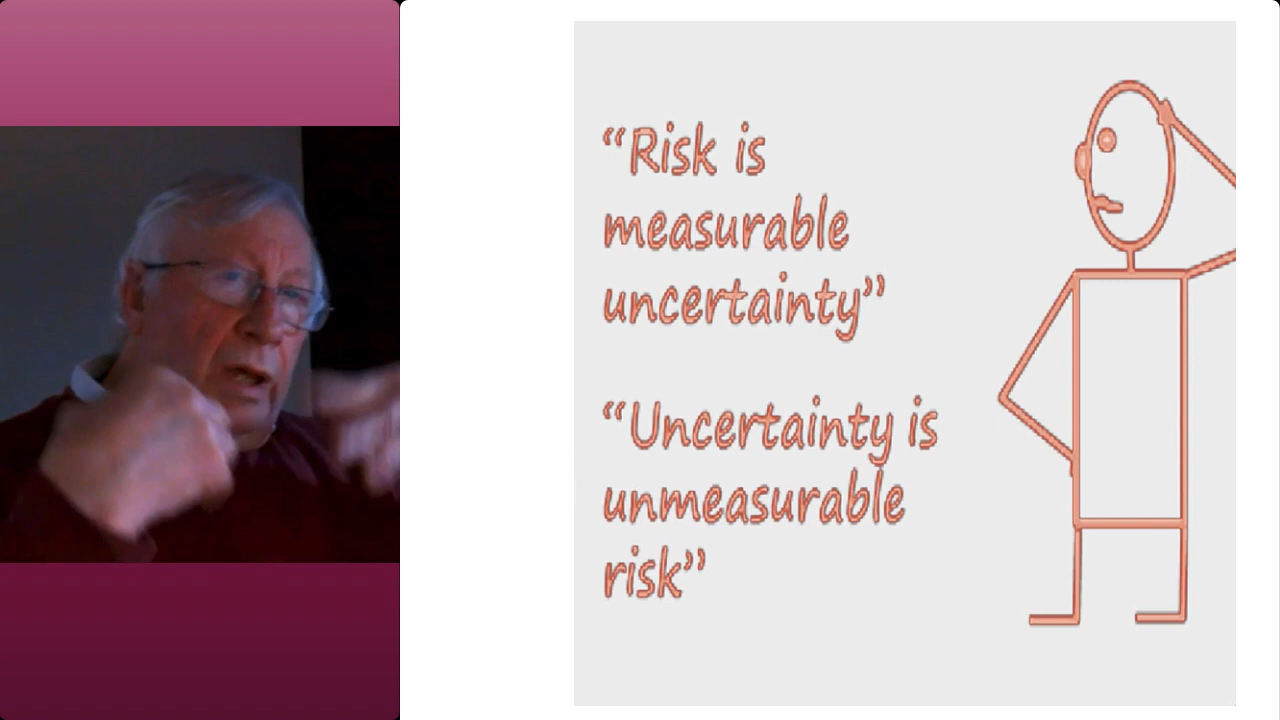 “Risk is
measurable
uncertainty”
“Uncertainty is
unmeasurable
risk”